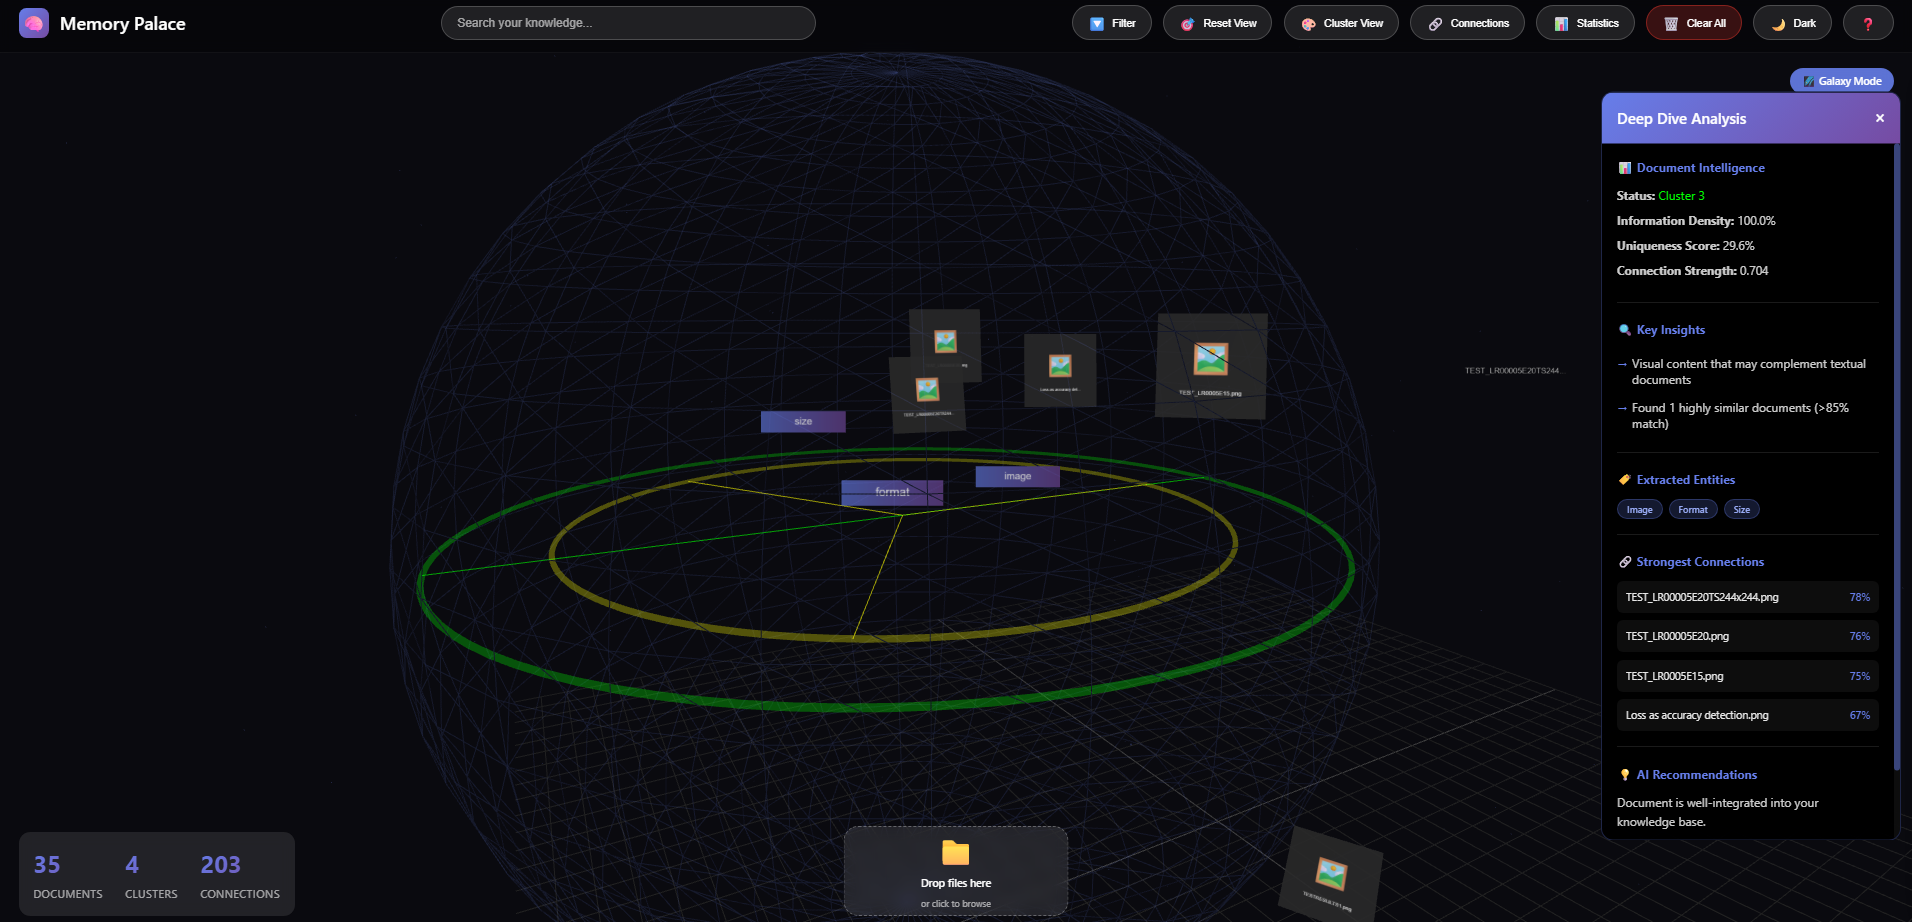 Memory Palace
Search your knowledge...
Filter
Reset View
Cluster View
Connections
Statistics
Clear All
Dark
Galaxy Mode
Deep Dive Analysis
Document Intelligence
Status: Cluster 3
Information Density: 100.0%
Uniqueness Score: 29.6%
Connection Strength: 0.704
Key Insights
→ Visual content that may complement textual
documents
→ Found 1 highly similar documents (>85%
match)
Extracted Entities
Image
Format
Size
Strongest Connections
TEST_LR00005E20TS244x244.png 78%
TEST_LR00005E20.png 76%
TEST_LR0005E15.png 75%
Loss as accuracy detection.png 67%
AI Recommendations
Document is well-integrated into your
knowledge base.
Loss as accuracy det...
TEST_LR0005E15.png
TEST_LR00005E20TS244...
size
image
format
35
DOCUMENTS
4
CLUSTERS
203
CONNECTIONS
Drop files here
or click to browse